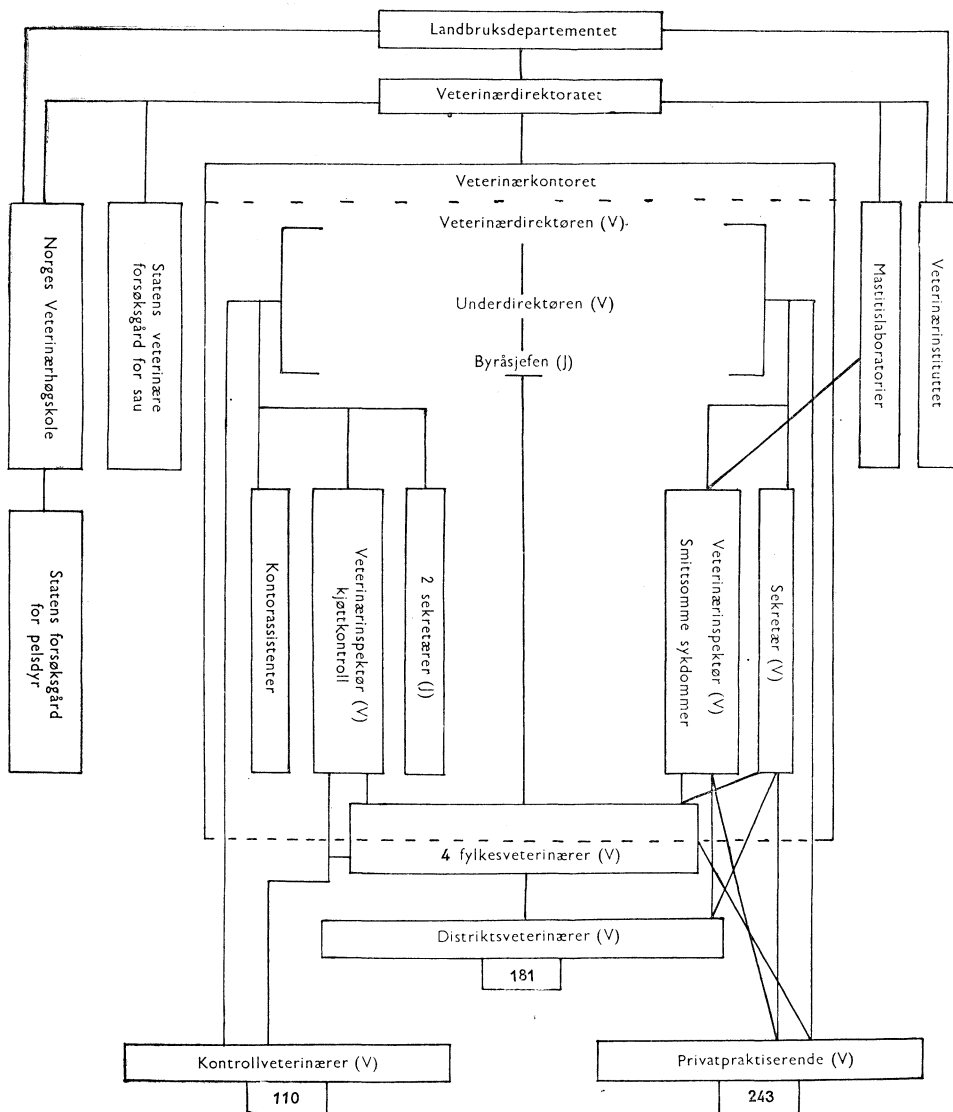 Landbruksdepartementet
Veterinærdirektoratet
Veterinærkontoret
Veterinærdirektøren (V)
Underdirektøren (V)
Byråsjefen (J)
Norges Veterinærhøgskole
Statens veterinære
forsøksgård for sau
Mastitislaboratorier
Veterinærinstituttet
Statens forsøksgård
for pelsdyr
Kontorassistenter
Veterinærinspektør (V)
kjøttkontroll
2 sekretærer (J)
Veterinærinspektør (V)
Smittsomme sykdommer
Sekretær (V)
4 fylkesveterinærer (V)
Distriktsveterinærer (V)
181
Kontrollveterinærer (V)
110
Privatpraktiserende (V)
243